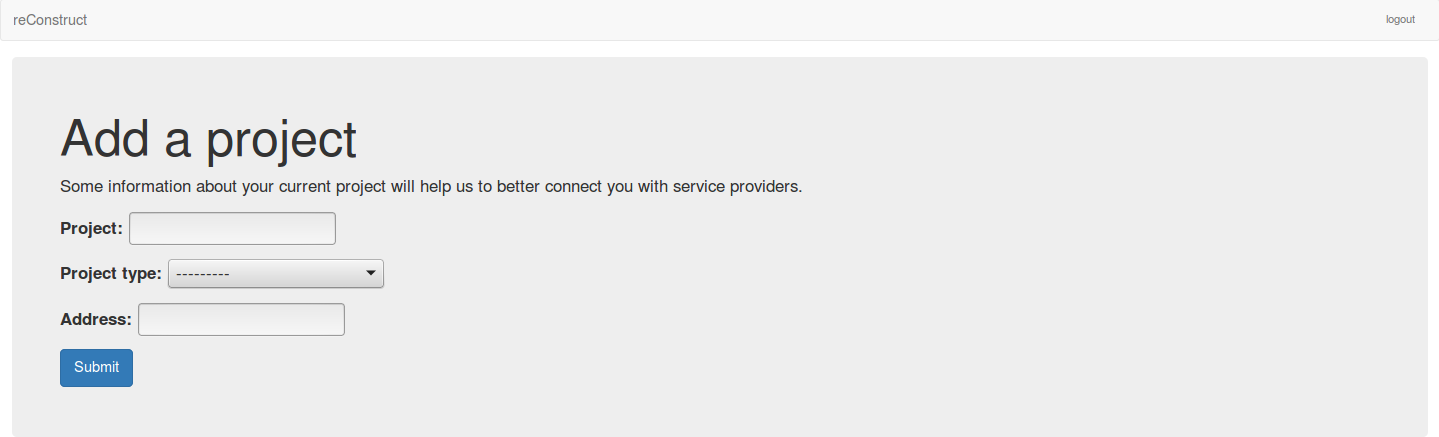 reConstruct logout
Add a project
Some information about your current project will help us to better connect you with service providers.
Project:
Project type: ---------
Address:
Submit